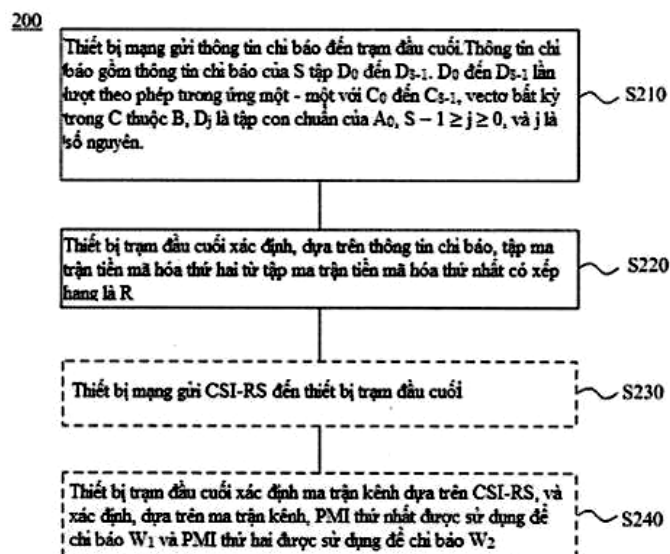 200
Thiết bị mạng gửi thông tin chỉ báo đến trạm đầu cuối.Thông tin chỉ
báo gồm thông tin chỉ báo của S tập D₀ đến D_S-1. D₀ đến D_S-1 lần
lượt theo phép tương ứng một - một với C₀ đến C_S-1, vectơ bất kỳ
trong C thuộc B, Dⱼ là tập con chuẩn của A₀, S – 1 ≥ j ≥ 0, và j là
số nguyên.
S210
Thiết bị trạm đầu cuối xác định, dựa trên thông tin chỉ báo, tập ma
trận tiền mã hóa thứ hai từ tập ma trận tiền mã hóa thứ nhất có xếp
hạng là R
S220
Thiết bị mạng gửi CSI-RS đến thiết bị trạm đầu cuối
S230
Thiết bị trạm đầu cuối xác định ma trận kênh dựa trên CSI-RS, và
xác định, dựa trên ma trận kênh, PMI thứ nhất được sử dụng để
chỉ báo W₁ và PMI thứ hai được sử dụng để chỉ báo W₂
S240